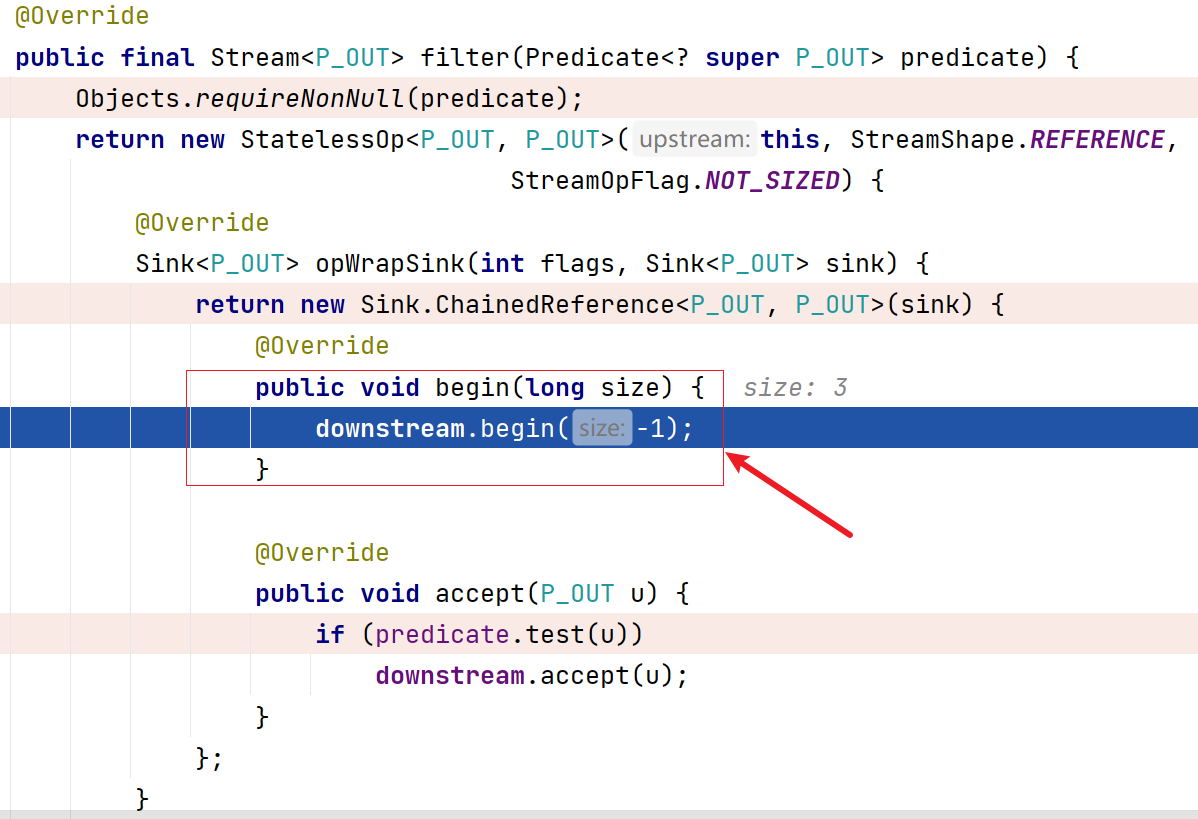 @Override
public final Stream<P_OUT> filter(Predicate<? super P_OUT> predicate) {
    Objects.requireNonNull(predicate);
    return new StatelessOp<P_OUT, P_OUT>( upstream: this, StreamShape.REFERENCE,
                                 StreamOpFlag.NOT_SIZED) {
        @Override
        Sink<P_OUT> opWrapSink(int flags, Sink<P_OUT> sink) {
            return new Sink.ChainedReference<P_OUT, P_OUT>(sink) {
                @Override
                public void begin(long size) {  size: 3
                    downstream.begin( size: -1);
                }
                @Override
                public void accept(P_OUT u) {
                    if (predicate.test(u))
                        downstream.accept(u);
                }
            };
        }